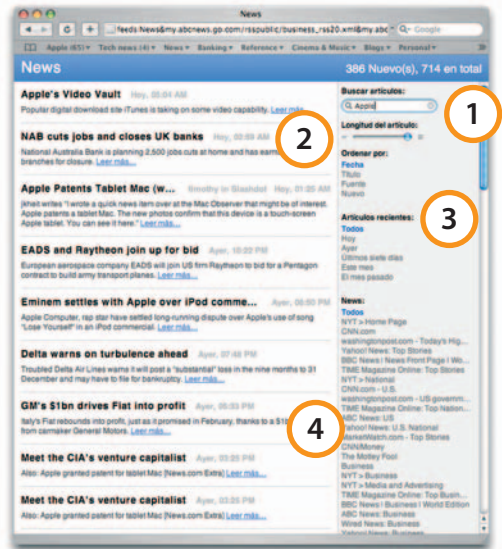 News
feeds.News&my.abcnews.go.com/rsspublic/business_rss20.xml&my.abc
Google
Apple (65) Tech news (4) News Banking Reference Cinema & Music Blogs Personal
News
386 Nuevo(s), 714 en total
Apple's Video Vault Hoy, 05:04 AM
Popular digital download site iTunes is taking on some video capability. Leer más...
NAB cuts jobs and closes UK banks Hoy, 02:53 AM
National Australia Bank is planning 2,500 jobs cuts at home and has
branches for closure. Leer más...
Apple Patents Tablet Mac (w... timothy in Slashdot Hoy, 01:25 AM
jkheit writes "I wrote a quick news item over at the Mac Observer that might be of interest.
Apple patents a tablet Mac. The new photos confirm that this device is a touch-screen
Apple tablet. You can see it here." Leer más...
EADS and Raytheon join up for bid Ayer, 10:22 PM
European aerospace company EADS will join US firm Raytheon to bid for a Pentagon
contract to build army transport planes. Leer más...
Eminem settles with Apple over iPod comme... Ayer, 08:50 PM
Apple Computer, rap star have settled long-running dispute over Apple's use of song
"Lose Yourself" in an iPod commercial. Leer más...
Delta warns on turbulence ahead Ayer, 07:48 PM
Troubled Delta Air Lines warns it will post a "substantial" loss in the nine months to 31
December and may have to file for bankruptcy. Leer más...
GM's $1bn drives Fiat into profit Ayer, 05:33 PM
Italy's Fiat rebounds into profit, just as it promised in February, thanks to a $1b
from carmaker General Motors. Leer más...
Meet the CIA's venture capitalist Ayer, 03:25 PM
Also: Apple granted patent for tablet Mac [News.com Extra] Leer más...
Meet the CIA's venture capitalist Ayer, 03:25 PM
Also: Apple granted patent for tablet Mac [News.com Extra] Leer más...
Buscar artículos:
Apple
Longitud del artículo:
Ordenar por:
Fecha
Título
Fuente
Nuevo
Artículos recientes:
Todos
Hoy
Ayer
Últimos siete días
Este mes
El mes pasado
News:
Todos
NYT > Home Page
CNN.com
washingtonpost.com - Today's Hig...
Yahoo! News: Top Stories
BBC News | News Front Page | Wo...
TIME Magazine Online: Top Stories
NYT > National
CNN.com - U.S.
washingtonpost.com - US governm...
TIME Magazine Online: Top Nation...
ABC News: US
Yahoo! News: U.S. National
MarketWatch.com - Top Stories
CNN/Money
The Motley Fool
Business
NYT > Business
NYT > Media and Advertising
TIME Magazine Online: Top Busin...
BBC News | Business | World Edition
ABC News: Business
Wired News: Business
Yahoo! News: Business
1
2
3
4